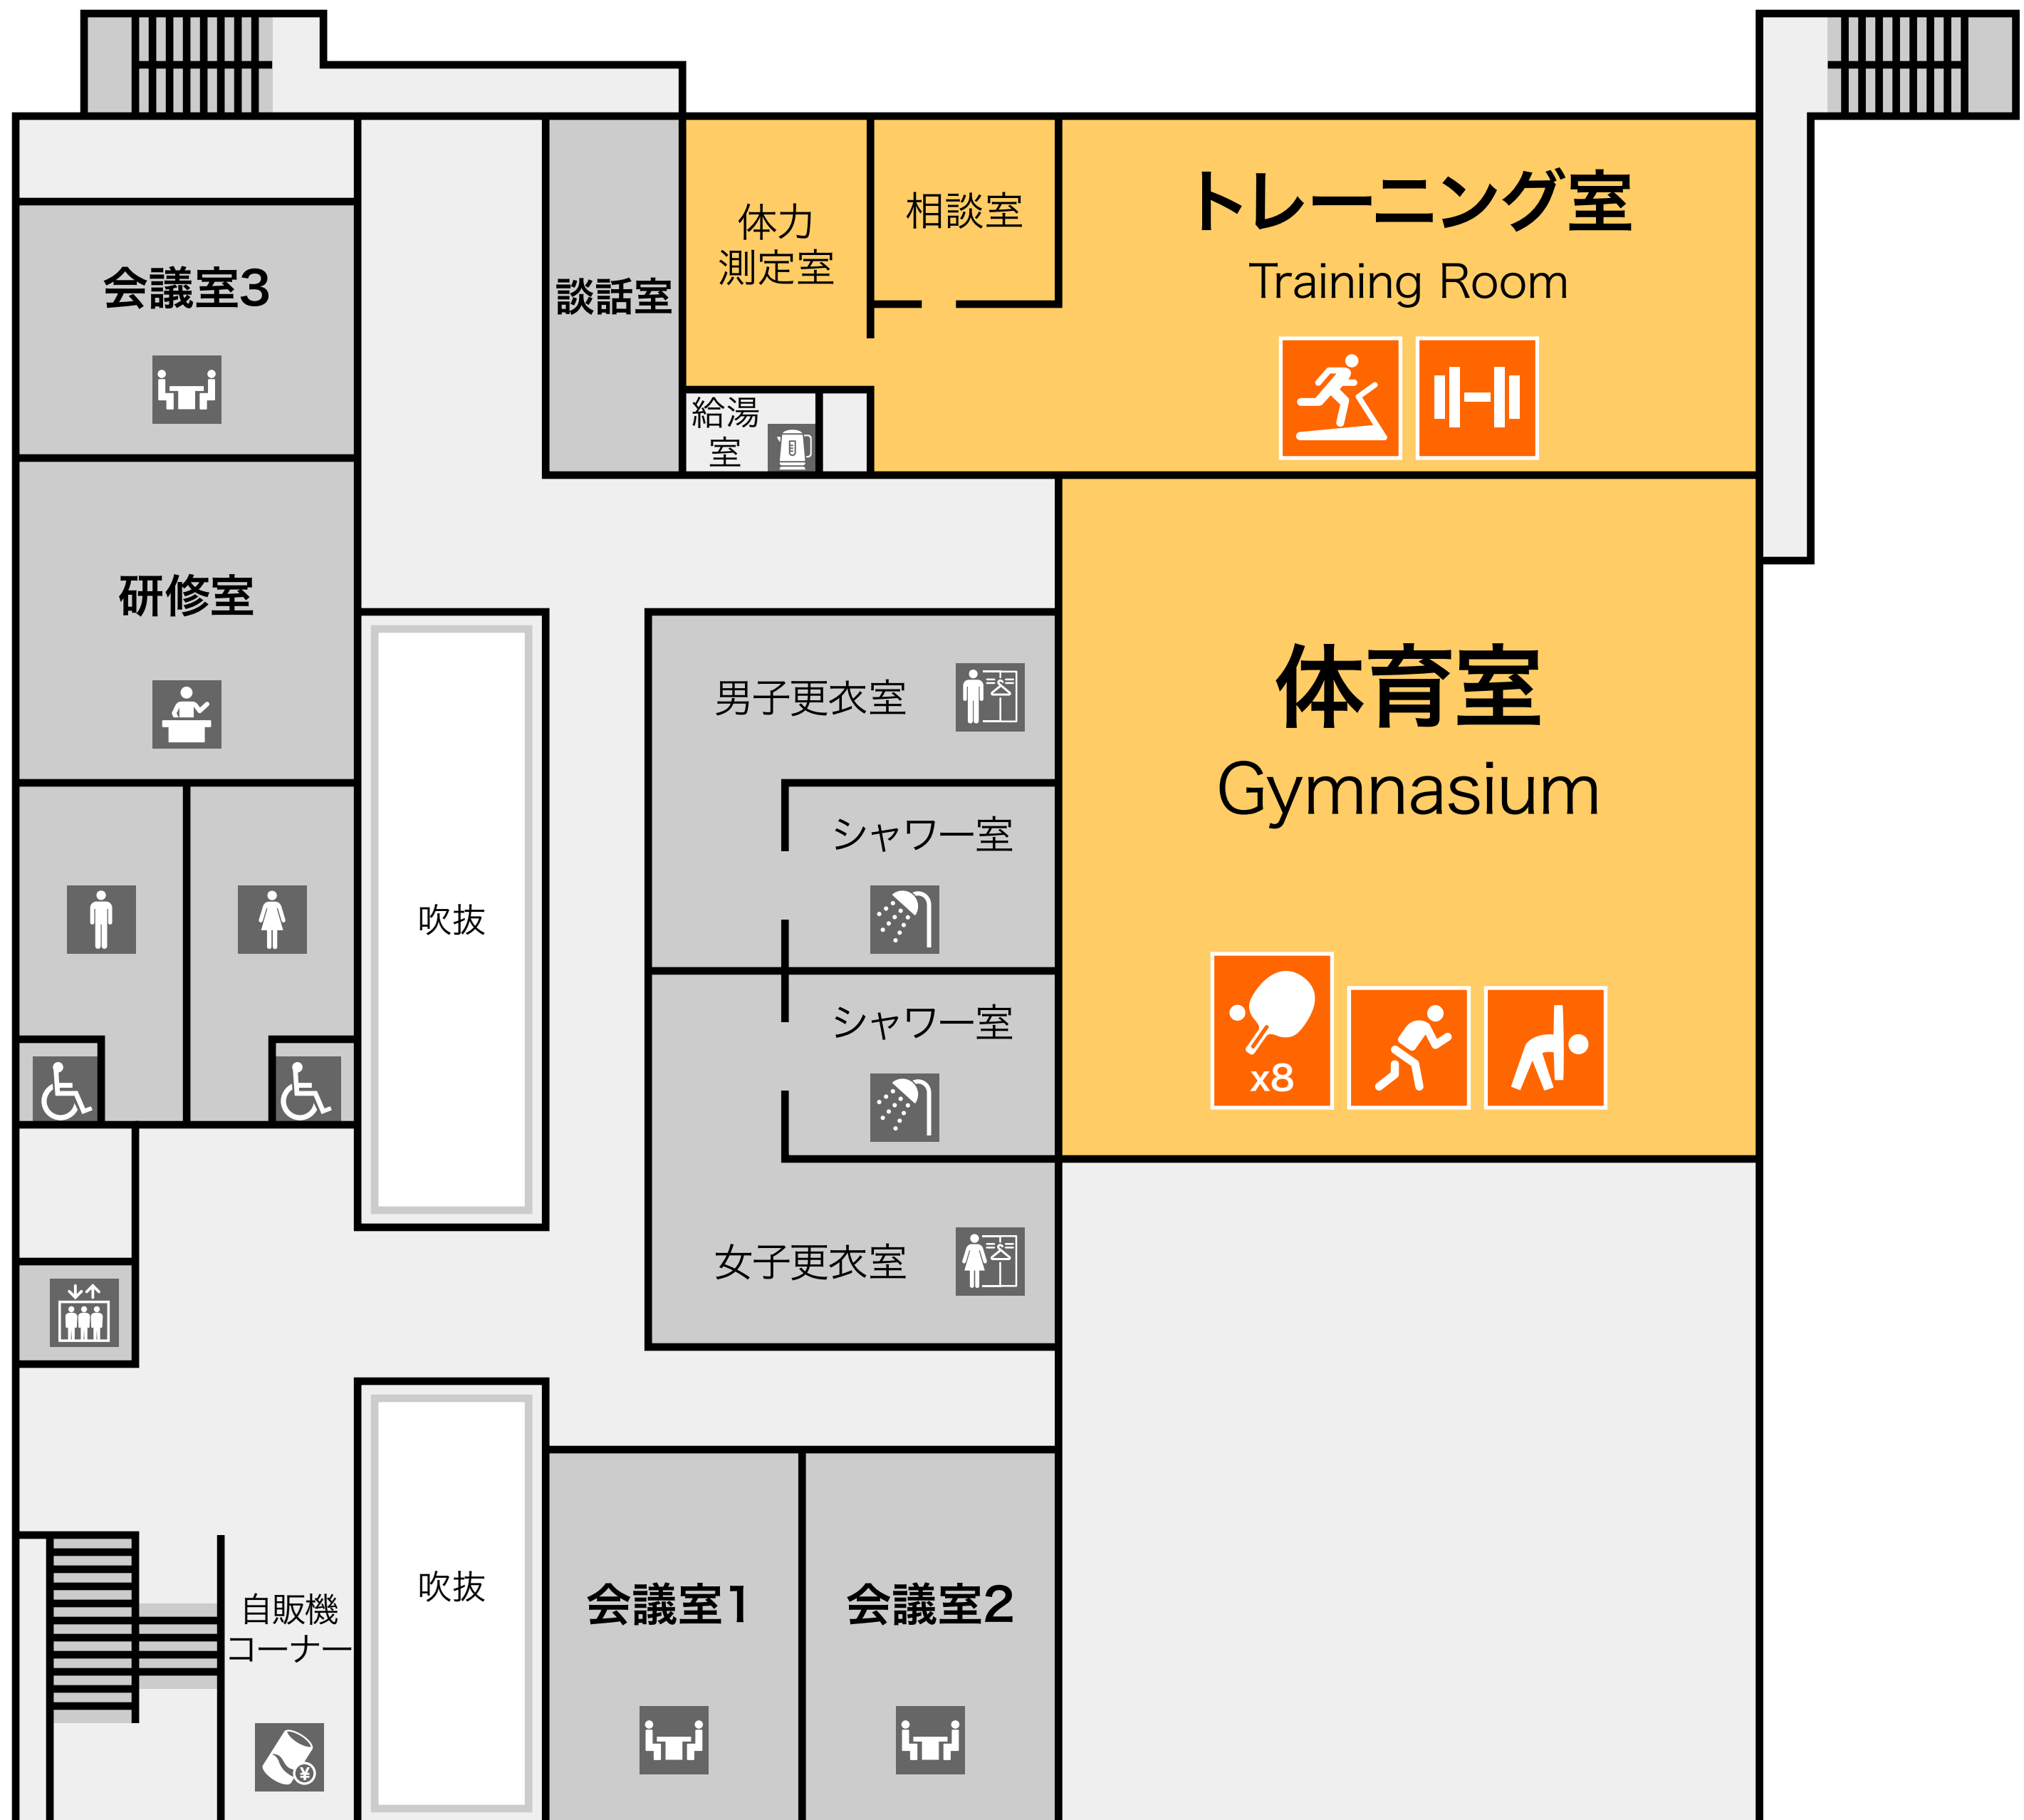 トレーニング室
Training Room
体力
測定室
相談室
会議室3
談話室
給湯
室
研修室
男子更衣室
体育室
Gymnasium
シャワー室
吹抜
シャワー室
x8
女子更衣室
自販機
コーナー
吹抜
会議室1
会議室2
¥